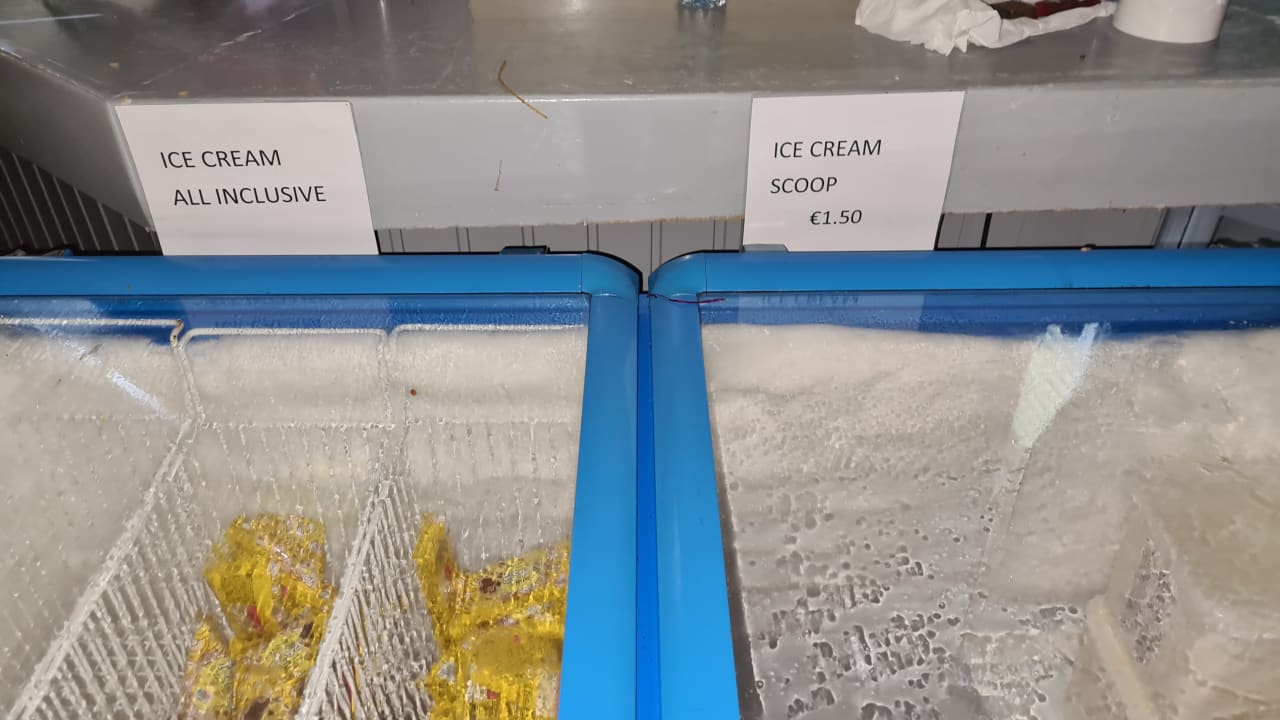 ICE CREAM
ALL INCLUSIVE
ICE CREAM
SCOOP
€1.50